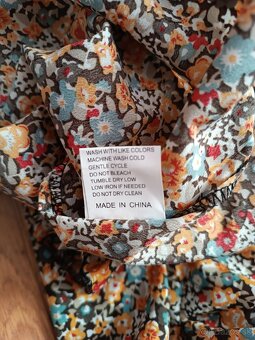 WASH WITH LIKE COLORS
MACHINE WASH COLD
GENTLE CYCLE
DO NOT BLEACH
TUMBLE DRY LOW
LOW IRON IF NEEDED
DO NOT DRY CLEAN
MADE IN CHINA